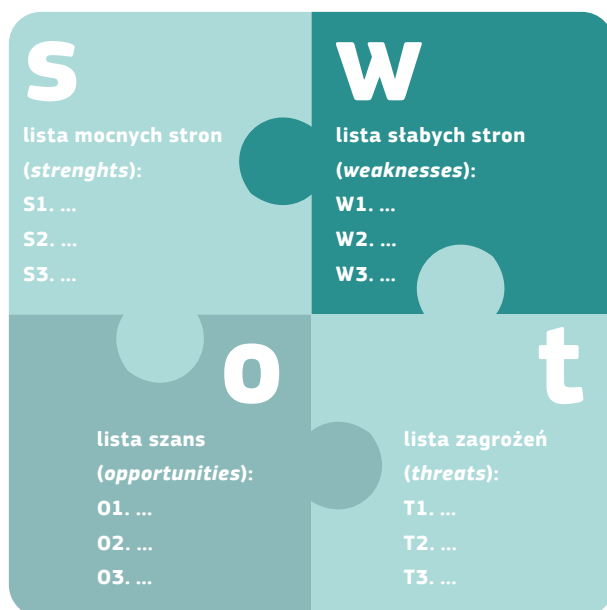 s
lista mocnych stron
(strenghts):
S1. ...
S2. ...
S3. ...
w
lista słabych stron
(weaknesses):
W1. ...
W2. ...
W3. ...
o
lista szans
(opportunities):
O1. ...
O2. ...
O3. ...
t
lista zagrożeń
(threats):
T1. ...
T2. ...
T3. ...